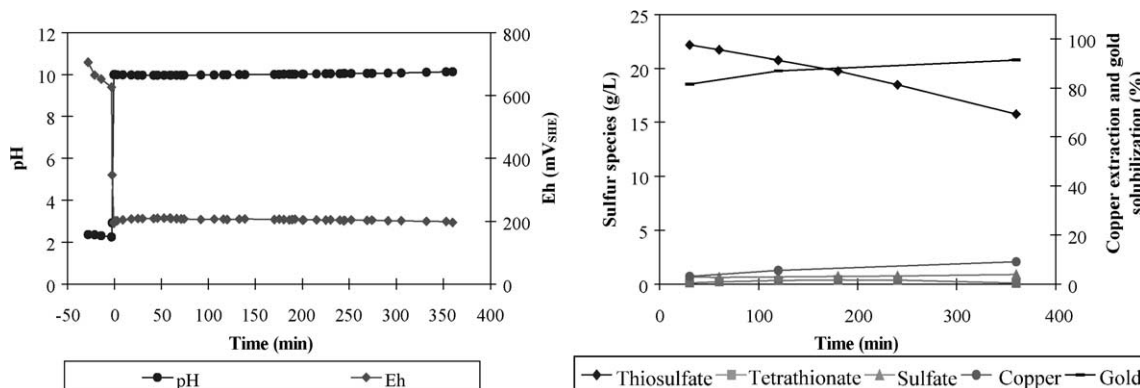 12
10
8
6
4
2
0
pH
800
600
400
200
0
Eh (mVSHE)
-50 0 50 100 150 200 250 300 350 400
Time (min)
pH Eh
25
20
15
10
5
0
Sulfur species (g/L)
100
80
60
40
20
0
Copper extraction and gold
solubilization (%)
0 100 200 300 400
Time (min)
Thiosulfate Tetrathionate Sulfate Copper Gold